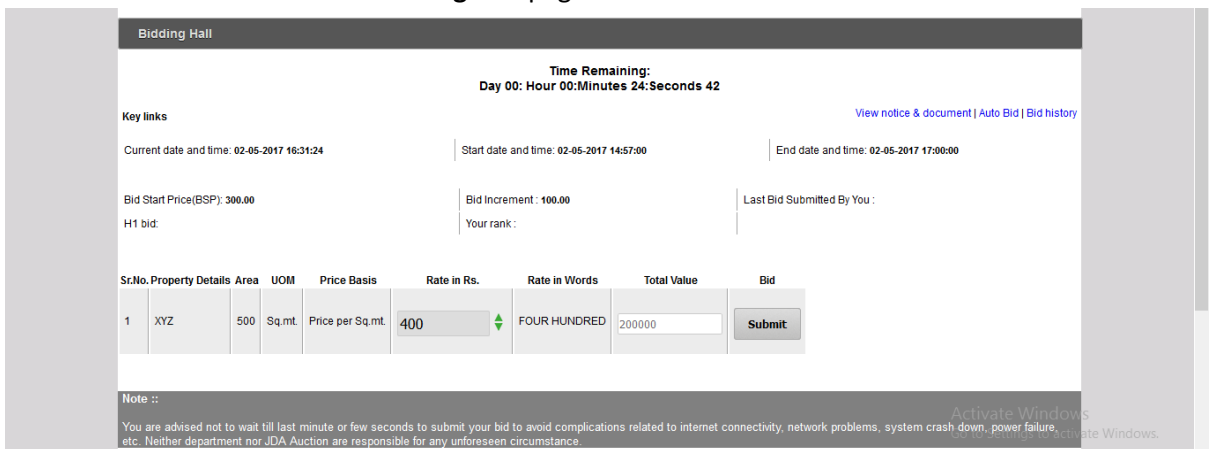 Bidding Hall
Time Remaining:
Day 00: Hour 00:Minutes 24:Seconds 42
Key links
View notice & document | Auto Bid | Bid history
Current date and time: 02-05-2017 16:31:24 Start date and time: 02-05-2017 14:57:00 End date and time: 02-05-2017 17:00:00
Bid Start Price(BSP): 300.00 Bid Increment : 100.00 Last Bid Submitted By You :
H1 bid: Your rank :
Sr.No. Property Details Area UOM Price Basis Rate in Rs. Rate in Words Total Value Bid
1 XYZ 500 Sq.mt. Price per Sq.mt. 400 FOUR HUNDRED 200000 Submit
Note ::
You are advised not to wait till last minute or few seconds to submit your bid to avoid complications related to internet connectivity, network problems, system crash down, power failure,
etc. Neither department nor JDA Auction are responsible for any unforeseen circumstance.
Activate Windows
Go to Settings to activate Windows.